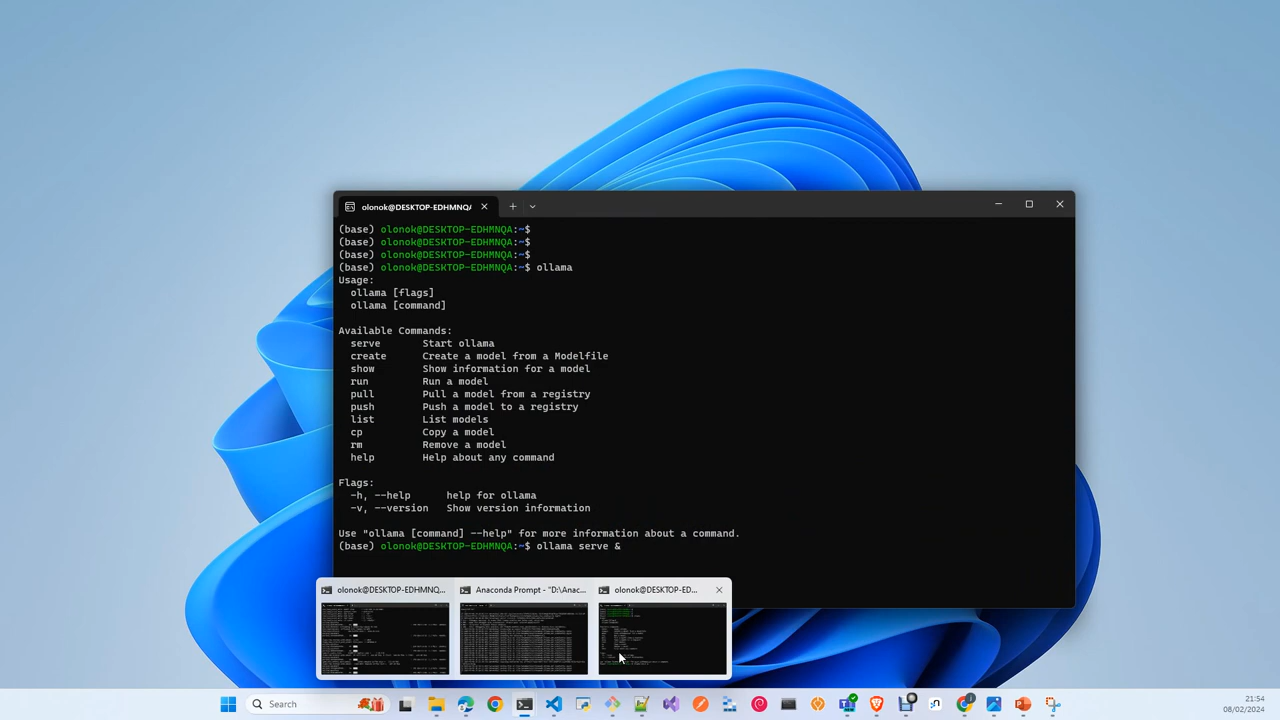 olonok@DESKTOP-EDHMNQA
(base) olonok@DESKTOP-EDHMNQA:~$
(base) olonok@DESKTOP-EDHMNQA:~$
(base) olonok@DESKTOP-EDHMNQA:~$
(base) olonok@DESKTOP-EDHMNQA:~$ ollama
Usage:
ollama [flags]
ollama [command]
Available Commands:
serve Start ollama
create Create a model from a Modelfile
show Show information for a model
run Run a model
pull Pull a model from a registry
push Push a model to a registry
list List models
cp Copy a model
rm Remove a model
help Help about any command
Flags:
-h, --help help for ollama
-v, --version Show version information
Use "ollama [command] --help" for more information about a command.
(base) olonok@DESKTOP-EDHMNQA:~$ ollama serve &
olonok@DESKTOP-EDHMNQ... Anaconda Prompt - "D:\Anac... olonok@DESKTOP-ED...
Search
21:54
08/02/2024